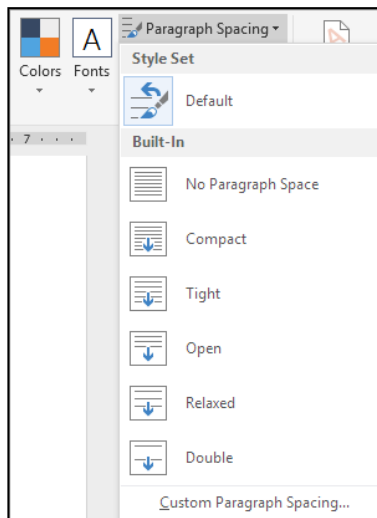 Paragraph Spacing
A
Colors Fonts
Style Set
Default
7
Built-In
No Paragraph Space
Compact
Tight
Open
Relaxed
Double
Custom Paragraph Spacing...